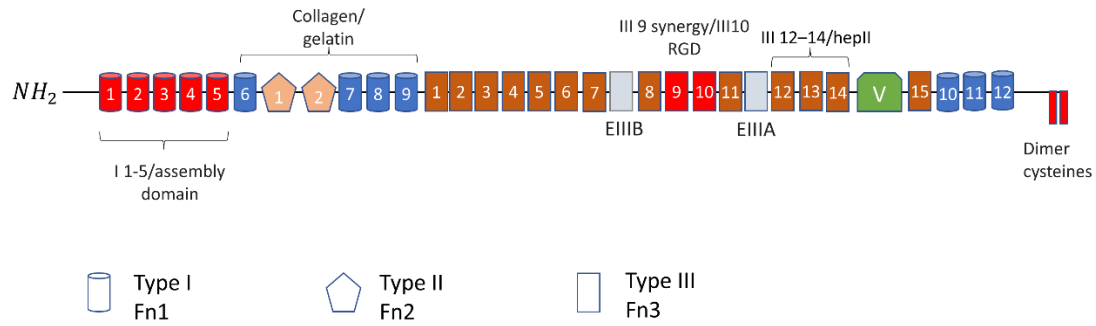 Collagen/
gelatin
III 9 synergy/III10
RGD
III 12–14/hepII
NH2 1 2 3 4 5 6 1 2 7 8 9 1 2 3 4 5 6 7 8 9 10 11 12 13 14 V 15 10 11 12
EIIIB
EIIIA
I 1-5/assembly
domain
Dimer
cysteines
Type I
Fn1
Type II
Fn2
Type III
Fn3